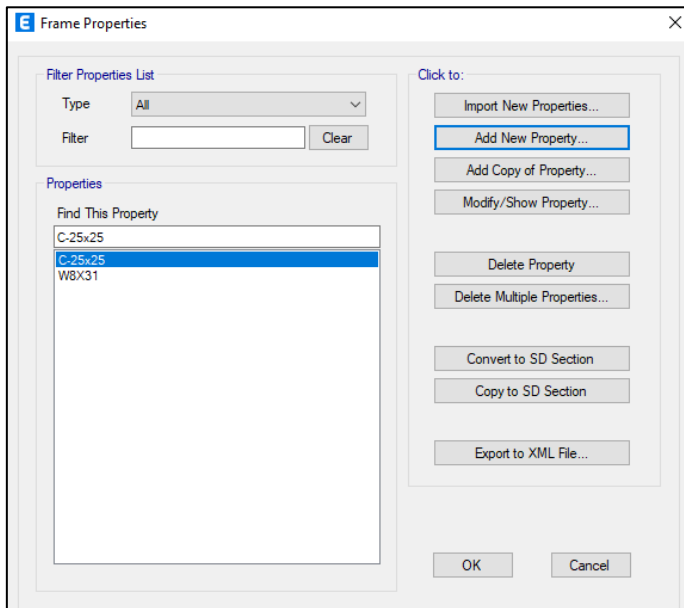 E Frame Properties
Filter Properties List
Type All
Filter Clear
Properties
Find This Property
C-25x25
C-25x25
W8X31
Click to:
Import New Properties...
Add New Property...
Add Copy of Property...
Modify/Show Property...
Delete Property
Delete Multiple Properties...
Convert to SD Section
Copy to SD Section
Export to XML File...
OK Cancel